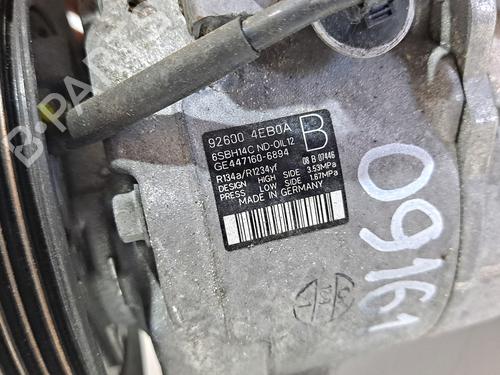 92600 4EB0A B
6SBH14C ND-OIL12
GE447160-6894
R134a/R1234yf 08 B 07446
DESIGN HIGH SIDE 3.53MPa
PRESS LOW SIDE 1.67MPa
MADE IN GERMANY
09161
B-PARTS